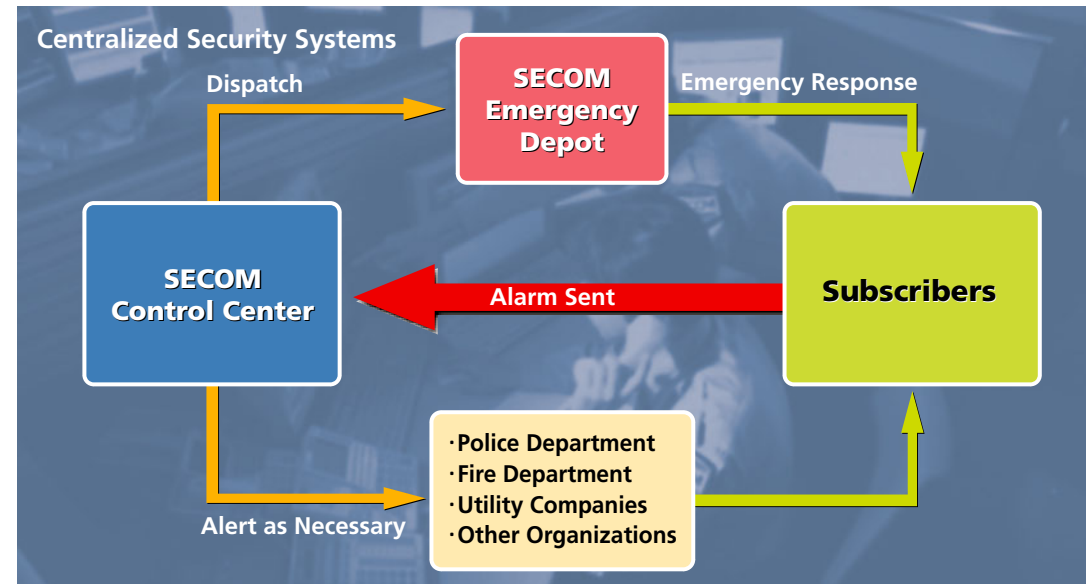 Centralized Security Systems
Dispatch
SECOM
Emergency
Depot
Emergency Response
SECOM
Control Center
Alarm Sent
Subscribers
·Police Department
·Fire Department
·Utility Companies
·Other Organizations
Alert as Necessary